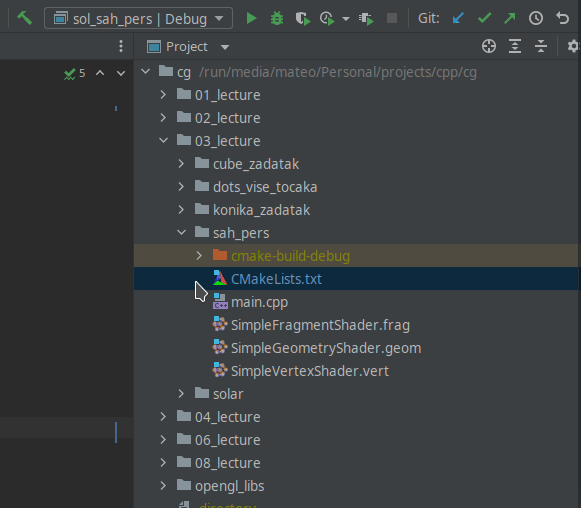 sol_sah_pers | Debug Git:
Project
5
cg /run/media/mateo/Personal/projects/cpp/cg
01_lecture
02_lecture
03_lecture
cube_zadatak
dots_vise_tocaka
konika_zadatak
sah_pers
cmake-build-debug
CMakeLists.txt
main.cpp
SimpleFragmentShader.frag
SimpleGeometryShader.geom
SimpleVertexShader.vert
solar
04_lecture
06_lecture
08_lecture
opengl_libs
.directory